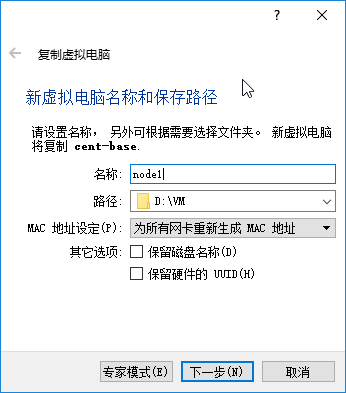 ?
复制虚拟电脑
新虚拟电脑名称和保存路径
请设置名称，另外可根据需要选择文件夹。 新虚拟电脑
将复制 cent-base.
名称: node1
路径: D:\VM
MAC 地址设定(P): 为所有网卡重新生成 MAC 地址
其它选项: 保留磁盘名称(D)
保留硬件的 UUID(H)
专家模式(E) 下一步(N) 取消